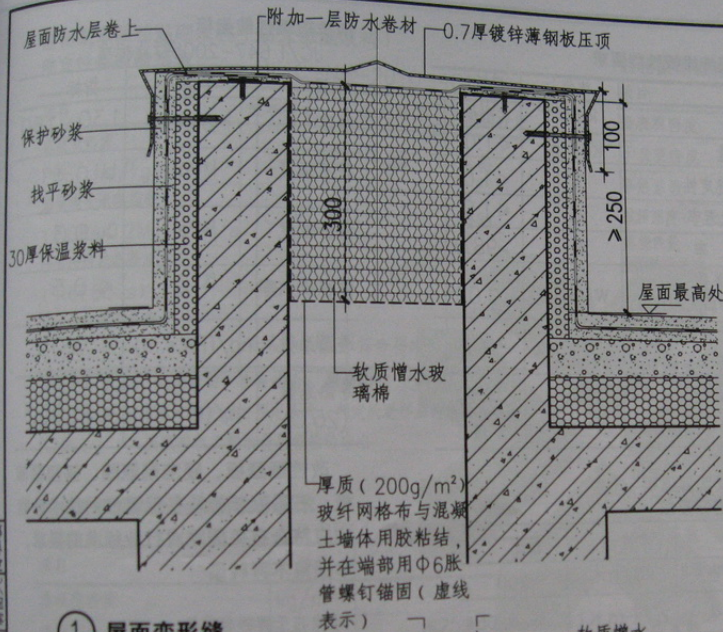 屋面防水层卷上
附加一层防水卷材
0.7厚镀锌薄钢板压顶
保护砂浆
找平砂浆
30厚保温浆料
300
100
≥250
屋面最高处
软质憎水玻
璃棉
厚质(200g/m²)
玻纤网格布与混凝
土墙体用胶粘结,
并在端部用Φ6胀
管螺钉锚固(虚线
表示)
1 屋面变形缝
软质憎水